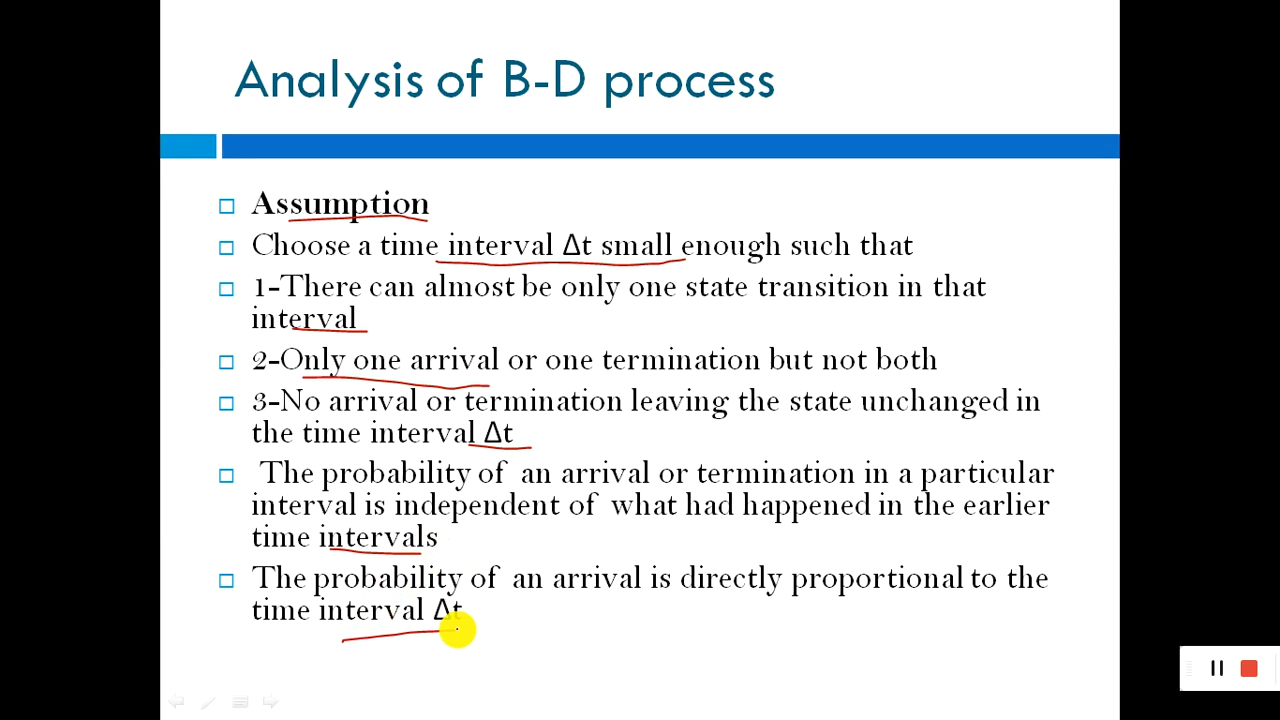 Analysis of B-D process
Assumption
Choose a time interval Δt small enough such that
1-There can almost be only one state transition in that
interval
2-Only one arrival or one termination but not both
3-No arrival or termination leaving the state unchanged in
the time interval Δt
The probability of an arrival or termination in a particular
interval is independent of what had happened in the earlier
time intervals
The probability of an arrival is directly proportional to the
time interval Δt